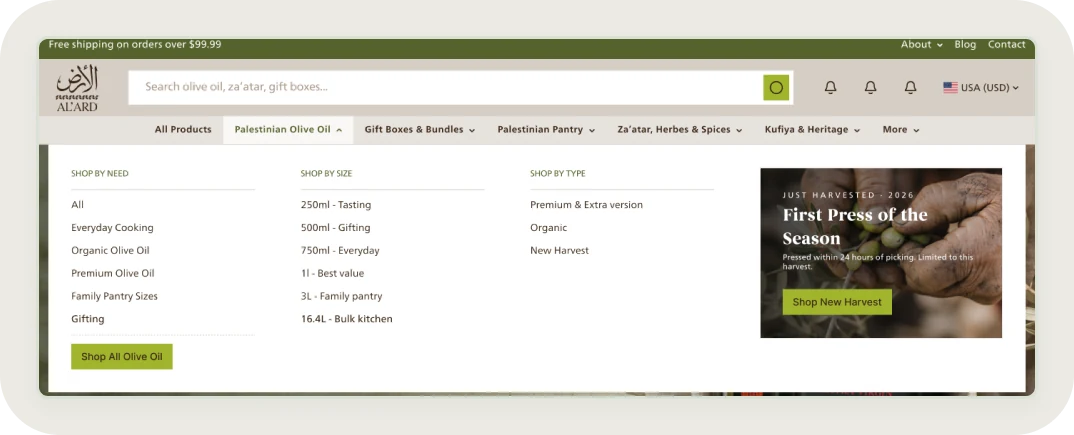 Free shipping on orders over $99.99
About Blog Contact
الأرض
AL'ARD
Search olive oil, za'atar, gift boxes...
USA (USD)
All Products Palestinian Olive Oil Gift Boxes & Bundles Palestinian Pantry Za'atar, Herbes & Spices Kufiya & Heritage More
SHOP BY NEED
All
Everyday Cooking
Organic Olive Oil
Premium Olive Oil
Family Pantry Sizes
Gifting
Shop All Olive Oil
SHOP BY SIZE
250ml - Tasting
500ml - Gifting
750ml - Everyday
1l - Best value
3L - Family pantry
16.4L - Bulk kitchen
SHOP BY TYPE
Premium & Extra version
Organic
New Harvest
JUST HARVESTED - 2026
First Press of the
Season
Pressed within 24 hours of picking. Limited to this
harvest.
Shop New Harvest